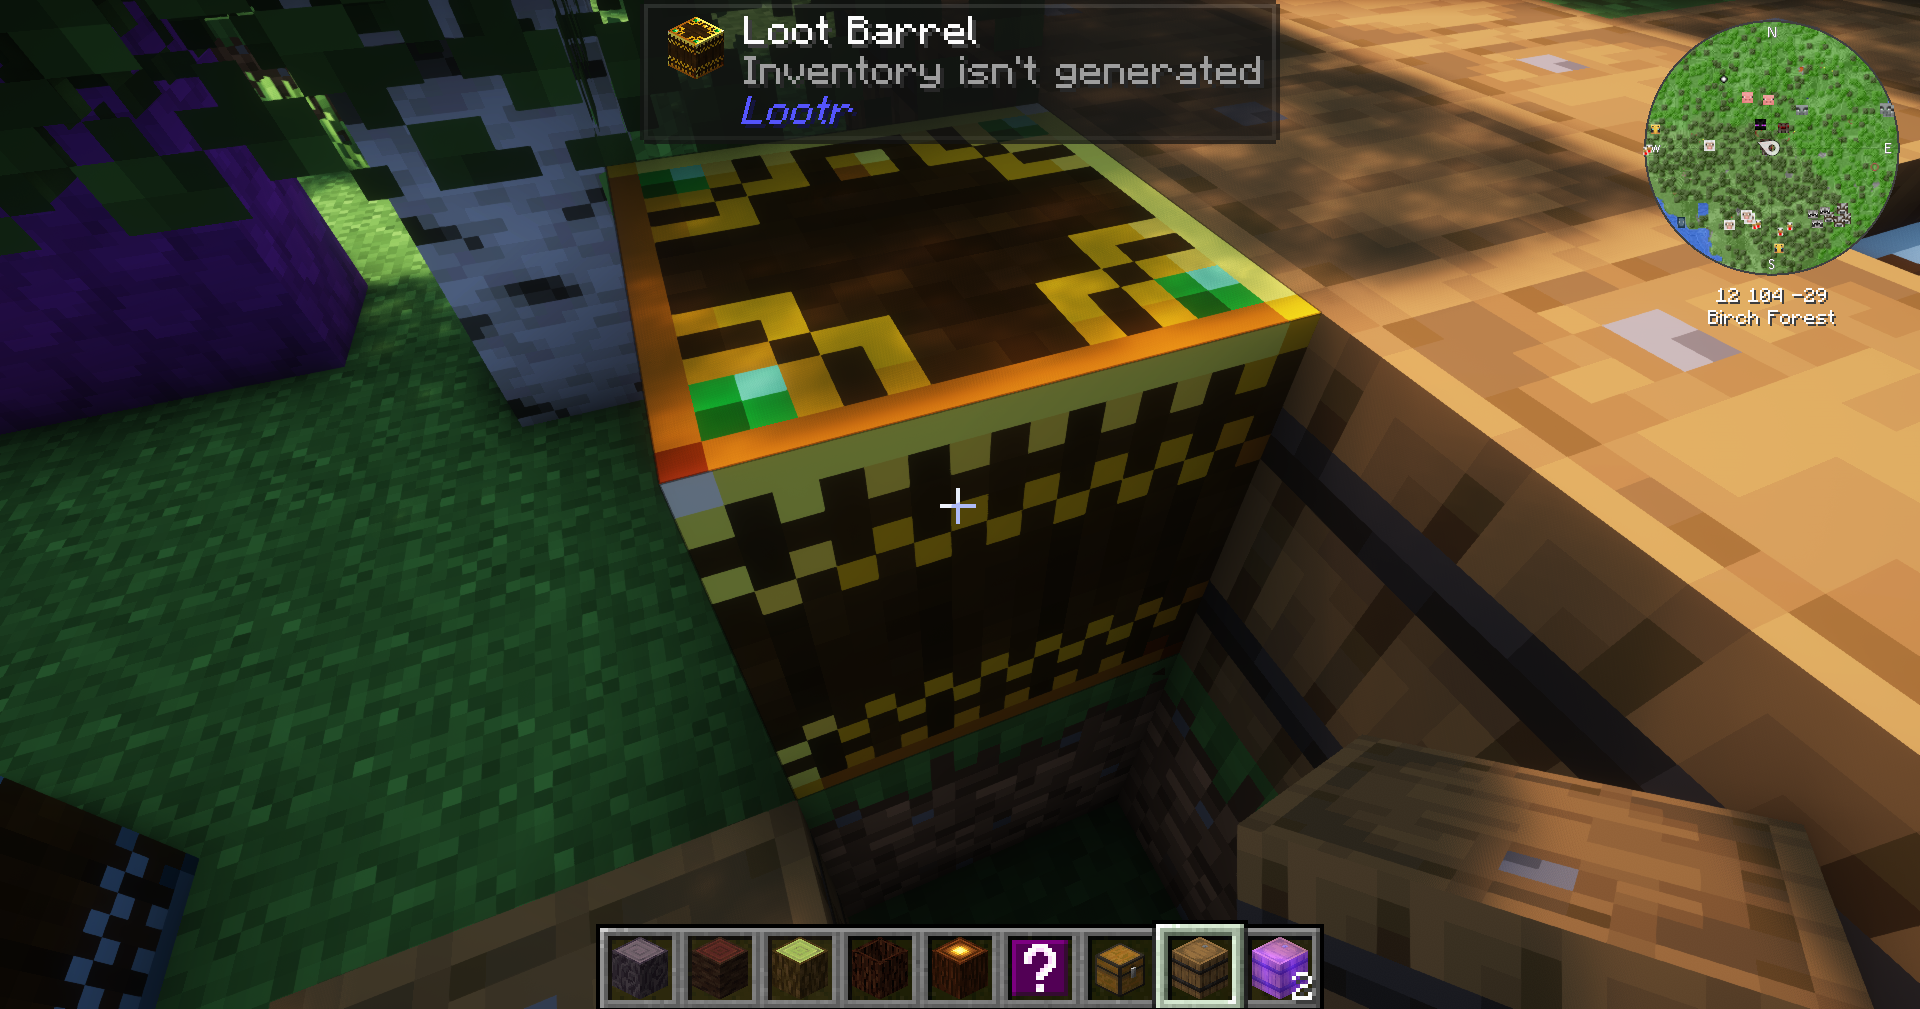 Loot Barrel
Inventory isn't generated
Lootr
N
W
E
S
12 104 -29
Birch Forest
?
2